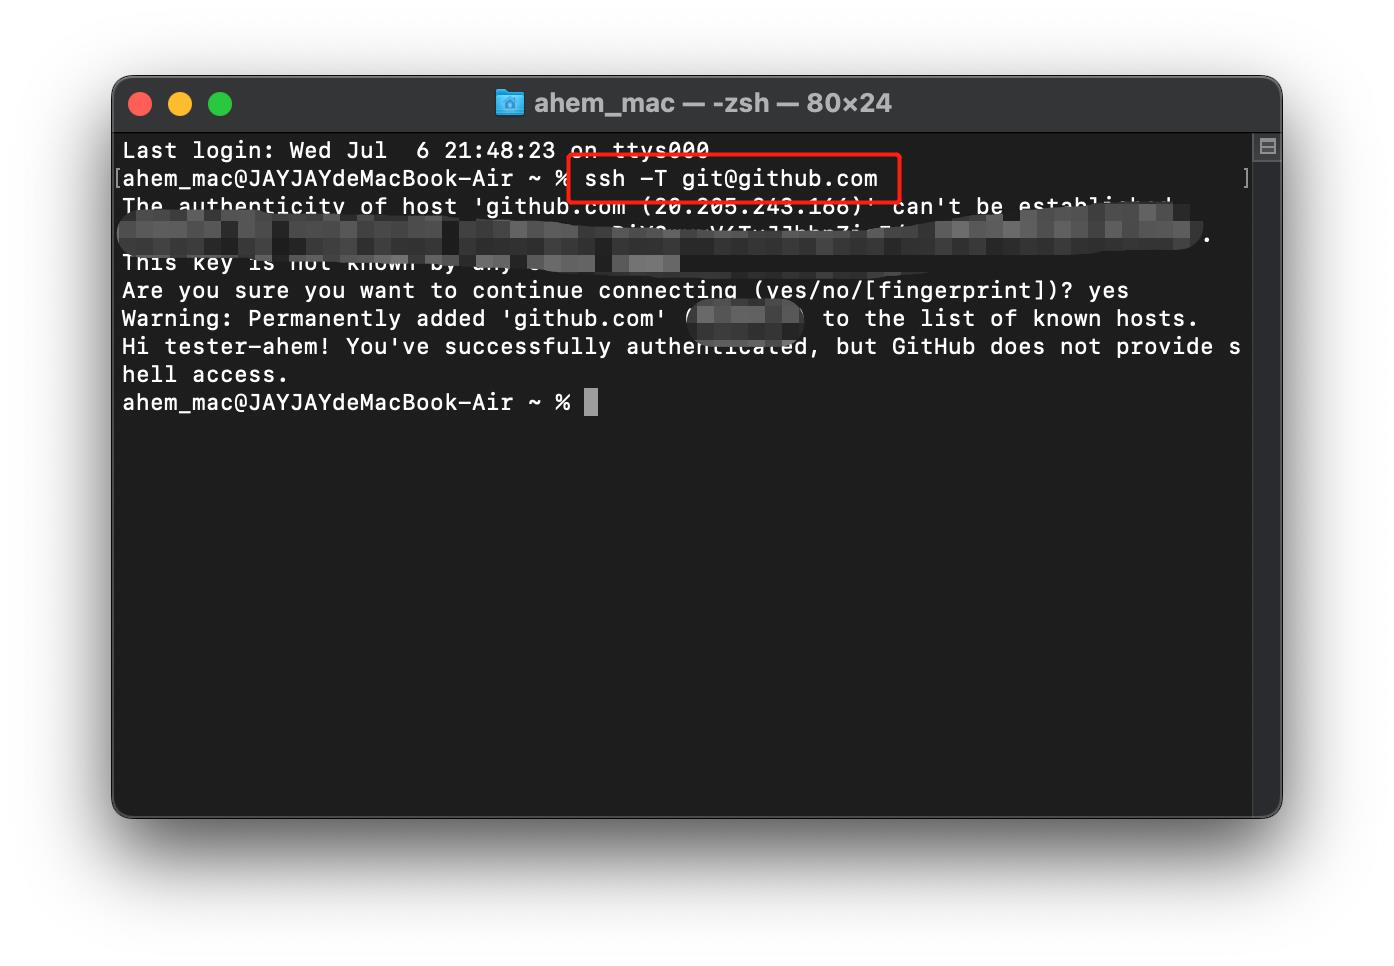 ahem_mac — -zsh — 80×24
Last login: Wed Jul  6 21:48:23 on ttys000
[ahem_mac@JAYJAYdeMacBook-Air ~ % ssh -T git@github.com ]
The authenticity of host 'github.com (20.205.243.166)' can't be established
.
This key is not known by any
Are you sure you want to continue connecting (yes/no/[fingerprint])? yes
Warning: Permanently added 'github.com' ( ) to the list of known hosts.
Hi tester-ahem! You've successfully authenticated, but GitHub does not provide s
hell access.
ahem_mac@JAYJAYdeMacBook-Air ~ %